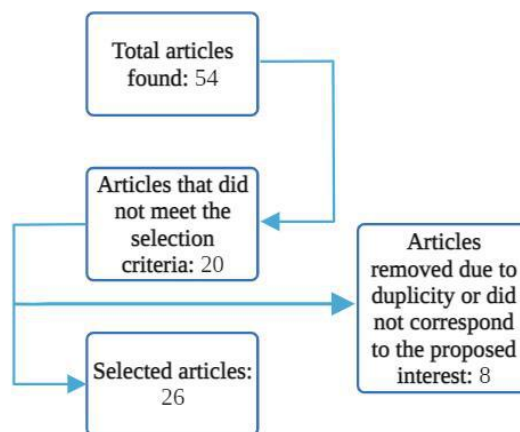 Total articles
found: 54
Articles that did
not meet the
selection
criteria: 20
Articles
removed due to
duplicity or did
not correspond
to the proposed
interest: 8
Selected articles:
26